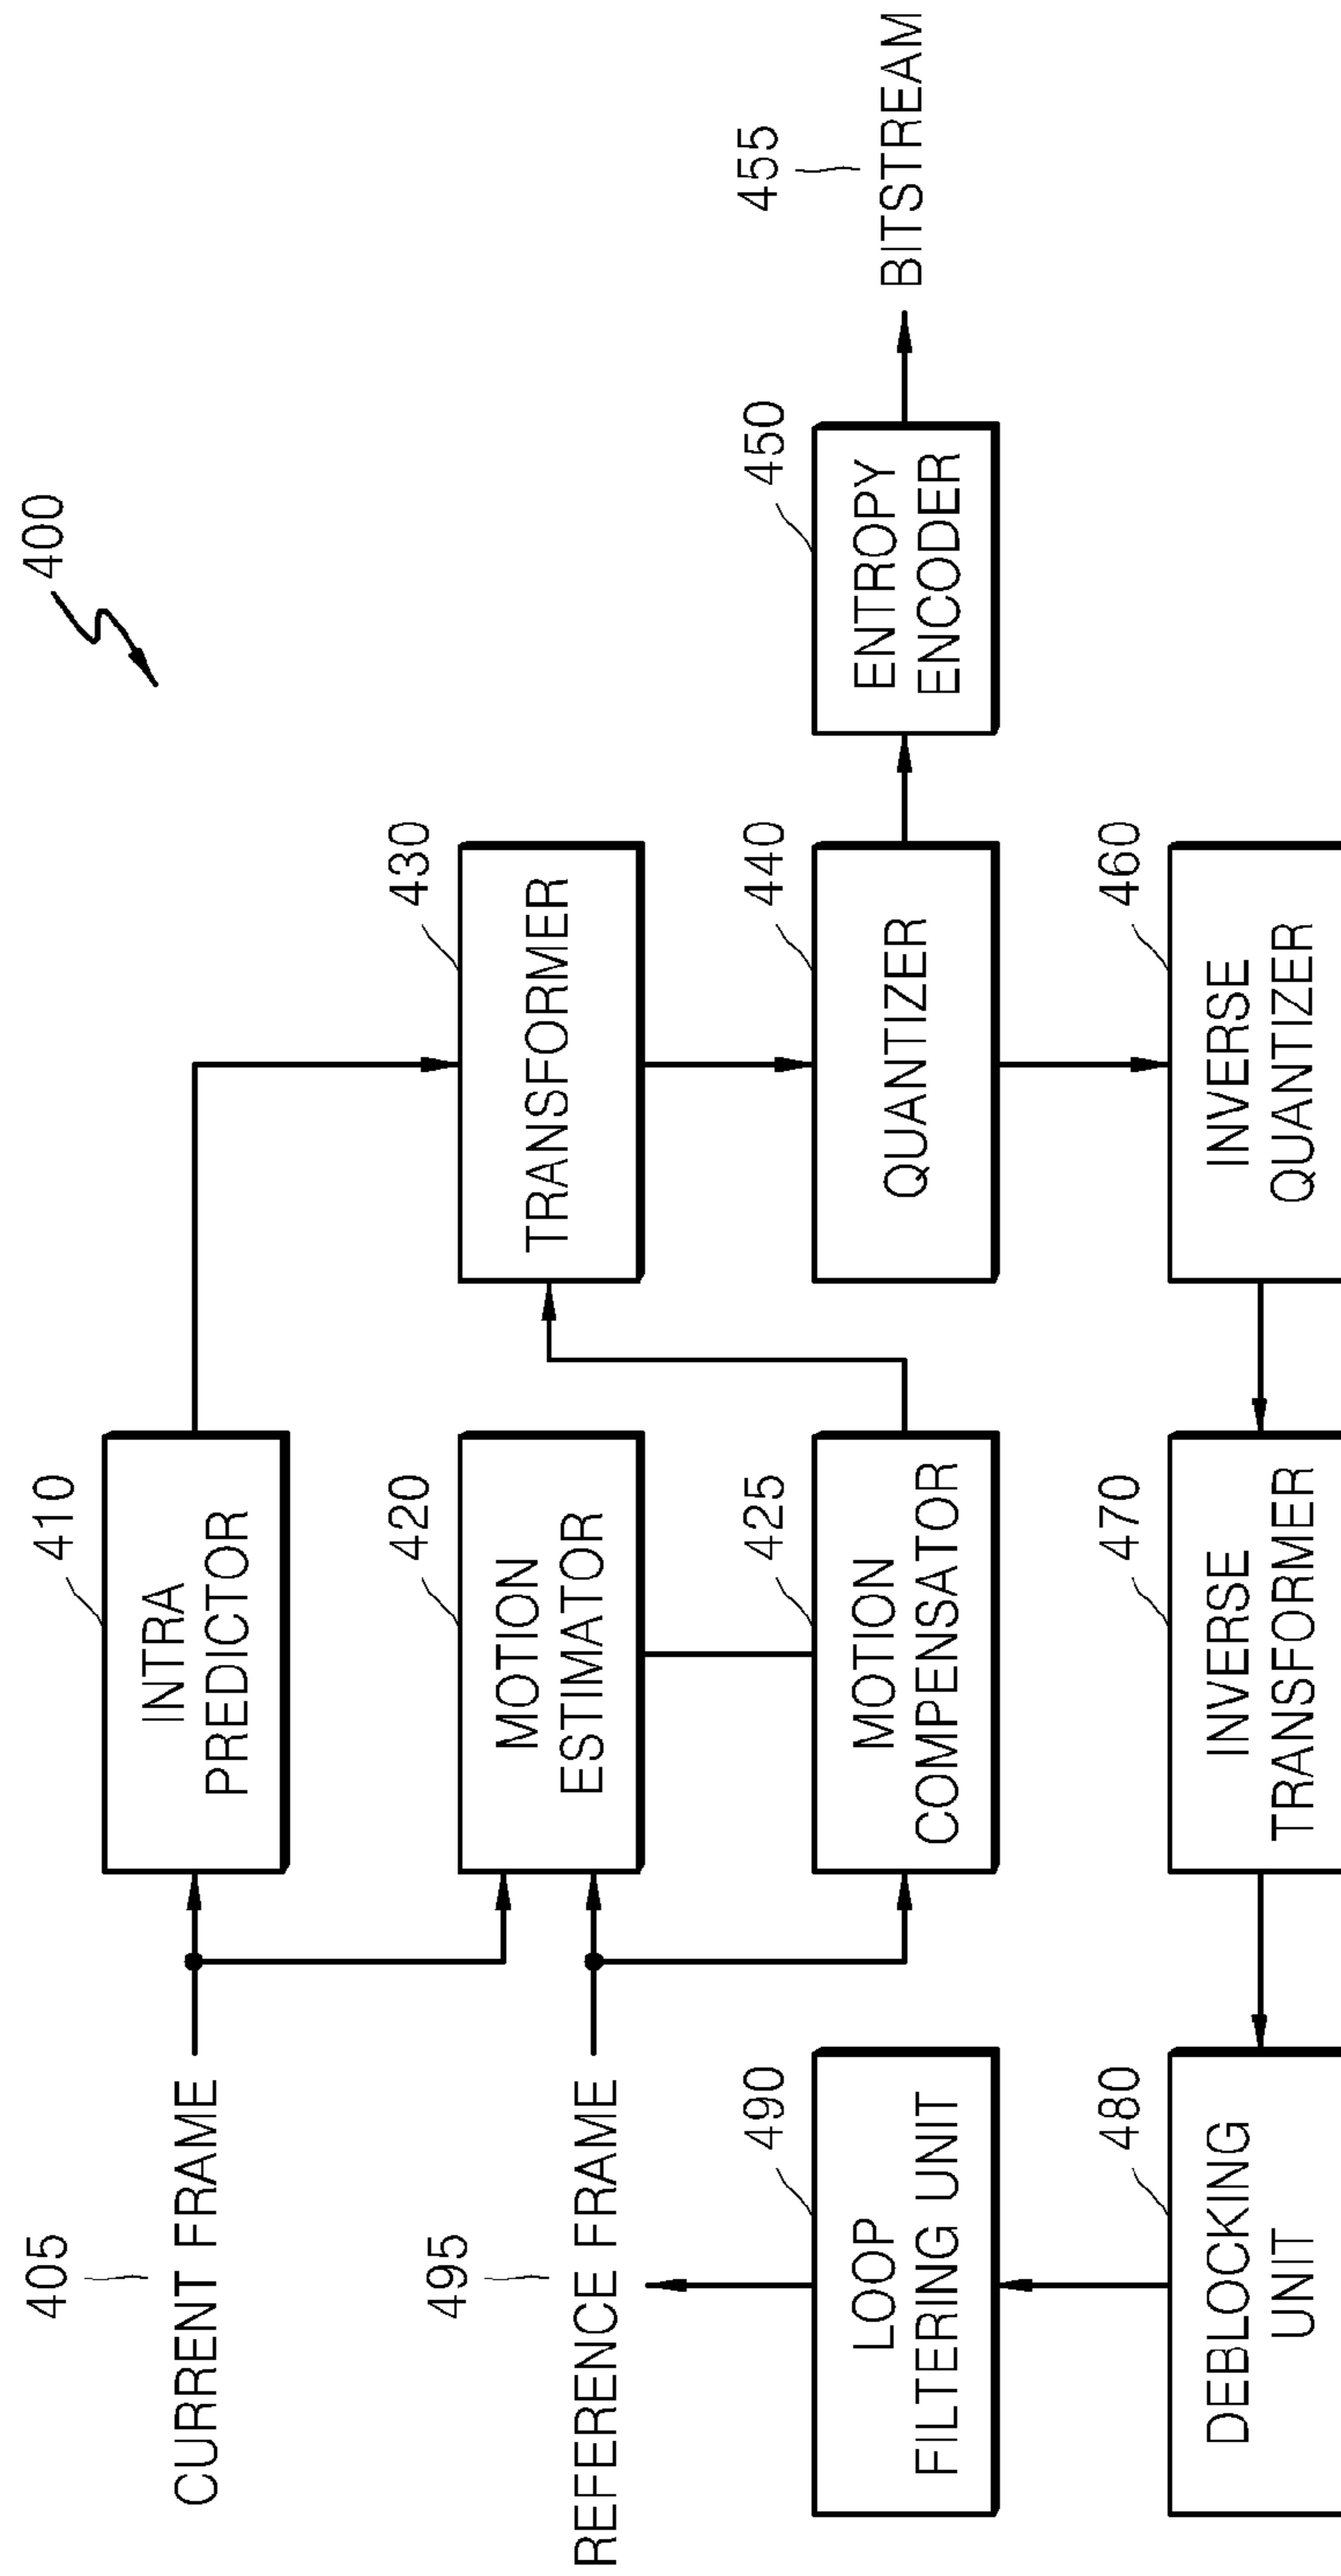 400
405
CURRENT FRAME
410
INTRA
PREDICTOR
495
REFERENCE FRAME
420
MOTION
ESTIMATOR
430
TRANSFORMER
490
LOOP
FILTERING UNIT
425
MOTION
COMPENSATOR
440
QUANTIZER
450
ENTROPY
ENCODER
455
BITSTREAM
480
DEBLOCKING
UNIT
470
INVERSE
TRANSFORMER
460
INVERSE
QUANTIZER